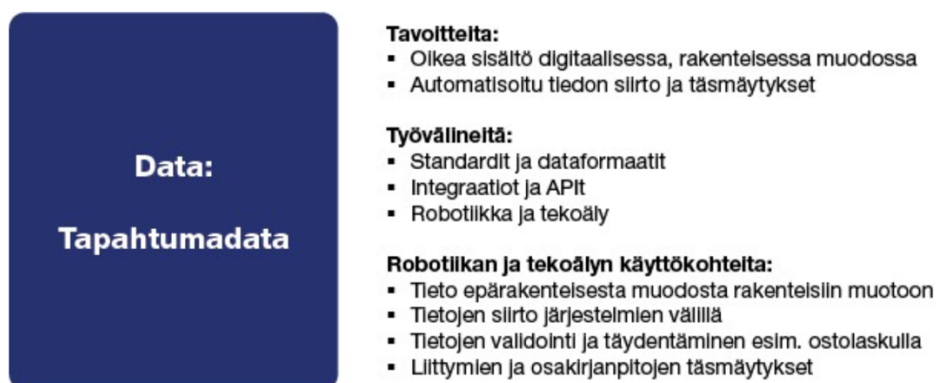 Data:
Tapahtumadata
Tavoitteita:
▪ Oikea sisältö digitaalisessa, rakenteisessa muodossa
▪ Automatisoitu tiedon siirto ja täsmäytykset
Työvälineitä:
▪ Standardit ja dataformaatit
▪ Integraatiot ja APIt
▪ Robotiikka ja tekoäly
Robotiikan ja tekoälyn käyttökohteita:
▪ Tieto epärakenteisesta muodosta rakenteisiin muotoon
▪ Tietojen siirto järjestelmien välillä
▪ Tietojen validointi ja täydentäminen esim. ostolaskulla
▪ Liittymien ja osakirjanpitojen täsmäytykset